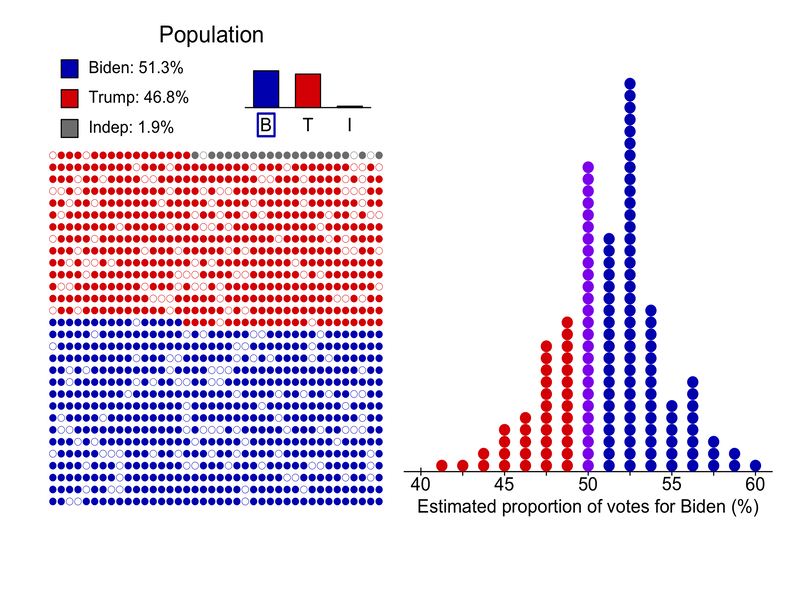 Population
Biden: 51.3%
Trump: 46.8%
Indep: 1.9%
B T I
40 45 50 55 60
Estimated proportion of votes for Biden (%)